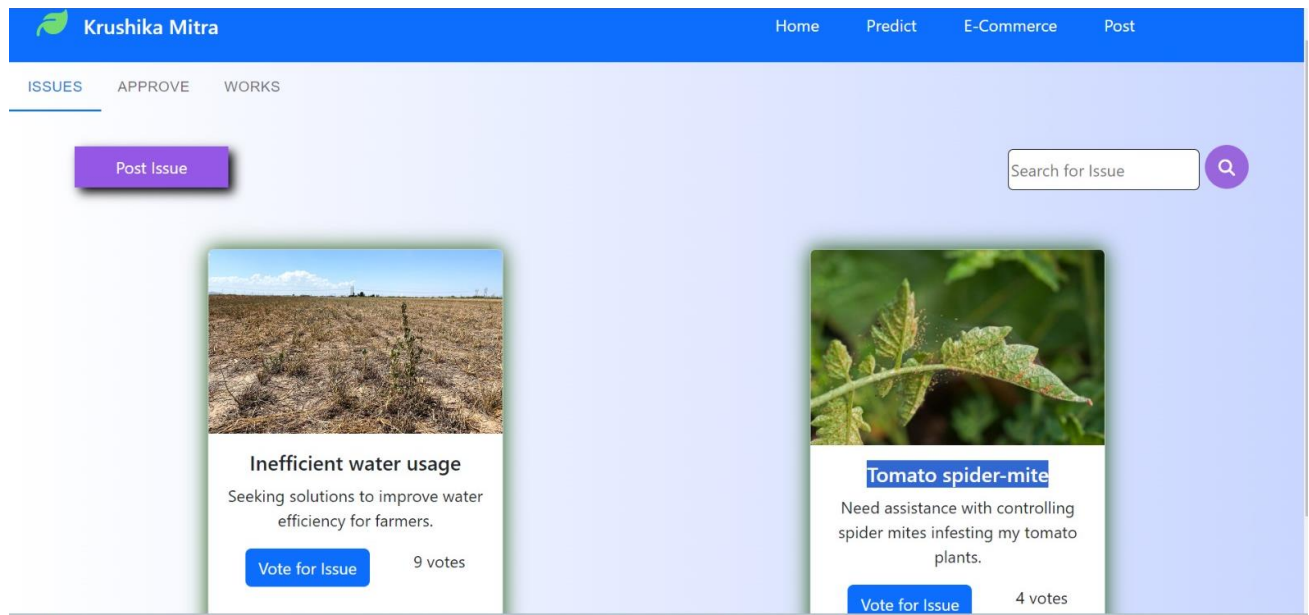 Krushika Mitra
Home Predict E-Commerce Post
ISSUES APPROVE WORKS
Post Issue
Search for Issue
Inefficient water usage
Seeking solutions to improve water
efficiency for farmers.
Vote for Issue 9 votes
Tomato spider-mite
Need assistance with controlling
spider mites infesting my tomato
plants.
Vote for Issue 4 votes